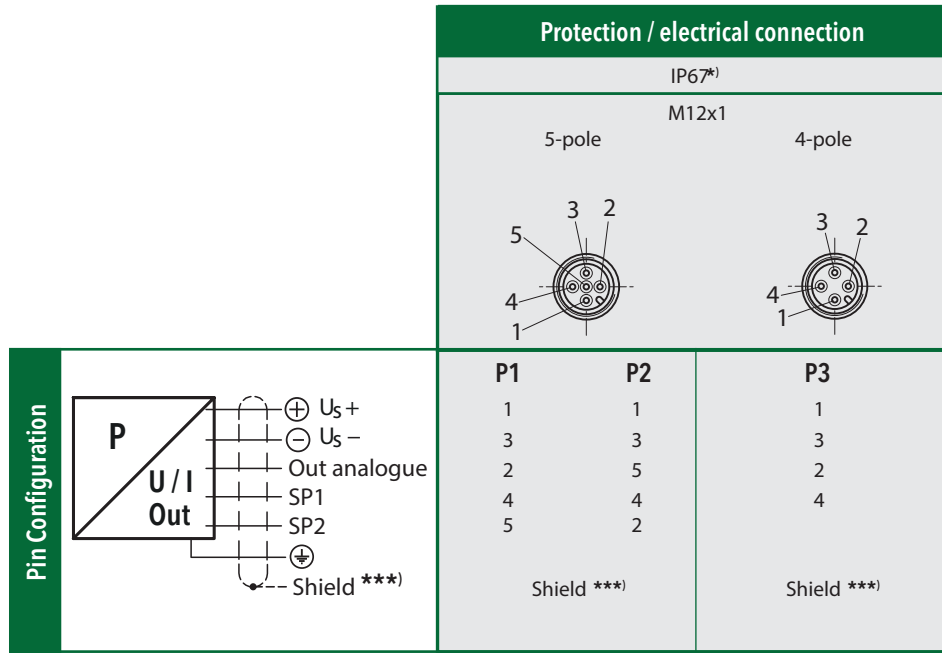 Protection / electrical connection
IP67*)
M12x1
5-pole 4-pole
3 2
5
4
1
3 2
4
1
Pin Configuration
P
U / I
Out
Us +
Us –
Out analogue
SP1
SP2
Shield ***)
P1 P2 P3
1 1 1
3 3 3
2 5 2
4 4 4
5 2
Shield ***) Shield ***)